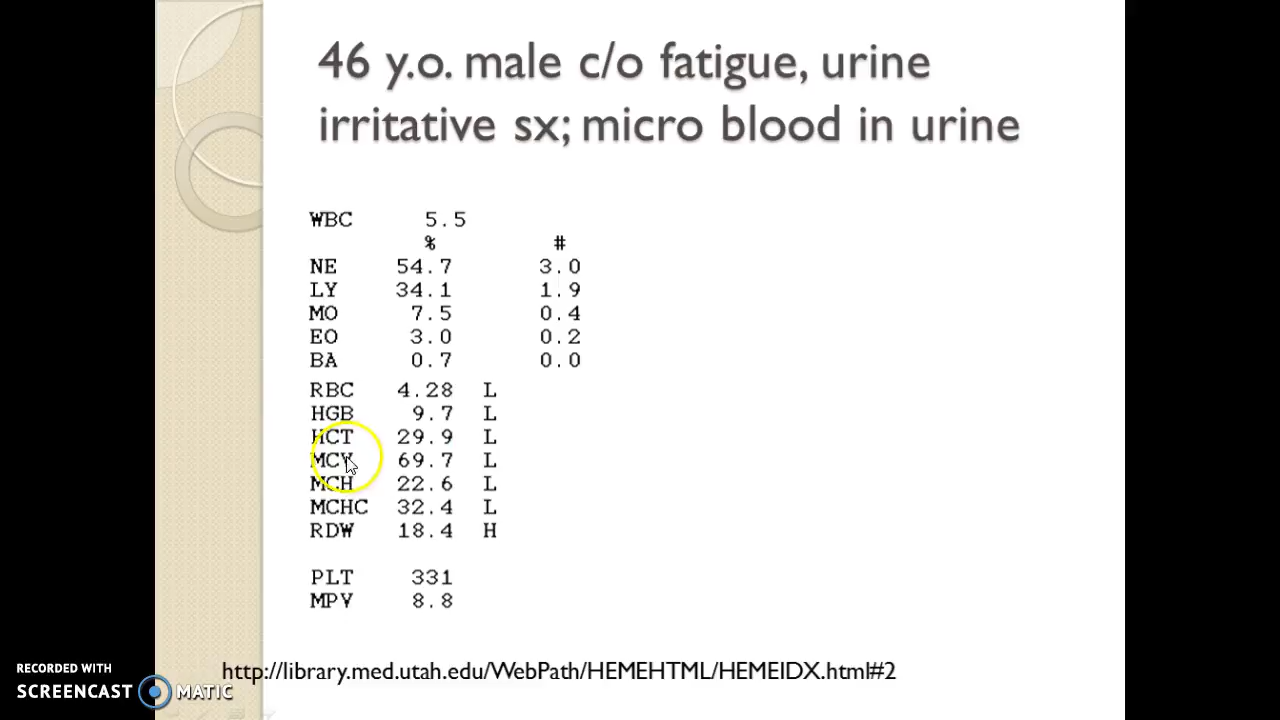 46 y.o. male c/o fatigue, urine
irritative sx; micro blood in urine
WBC 5.5
% #
NE 54.7 3.0
LY 34.1 1.9
MO 7.5 0.4
EO 3.0 0.2
BA 0.7 0.0
RBC 4.28 L
HGB 9.7 L
HCT 29.9 L
MCV 69.7 L
MCH 22.6 L
MCHC 32.4 L
RDW 18.4 H
PLT 331
MPV 8.8
http://library.med.utah.edu/WebPath/HEMEHTML/HEMEIDX.html#2
RECORDED WITH
SCREENCAST MATIC